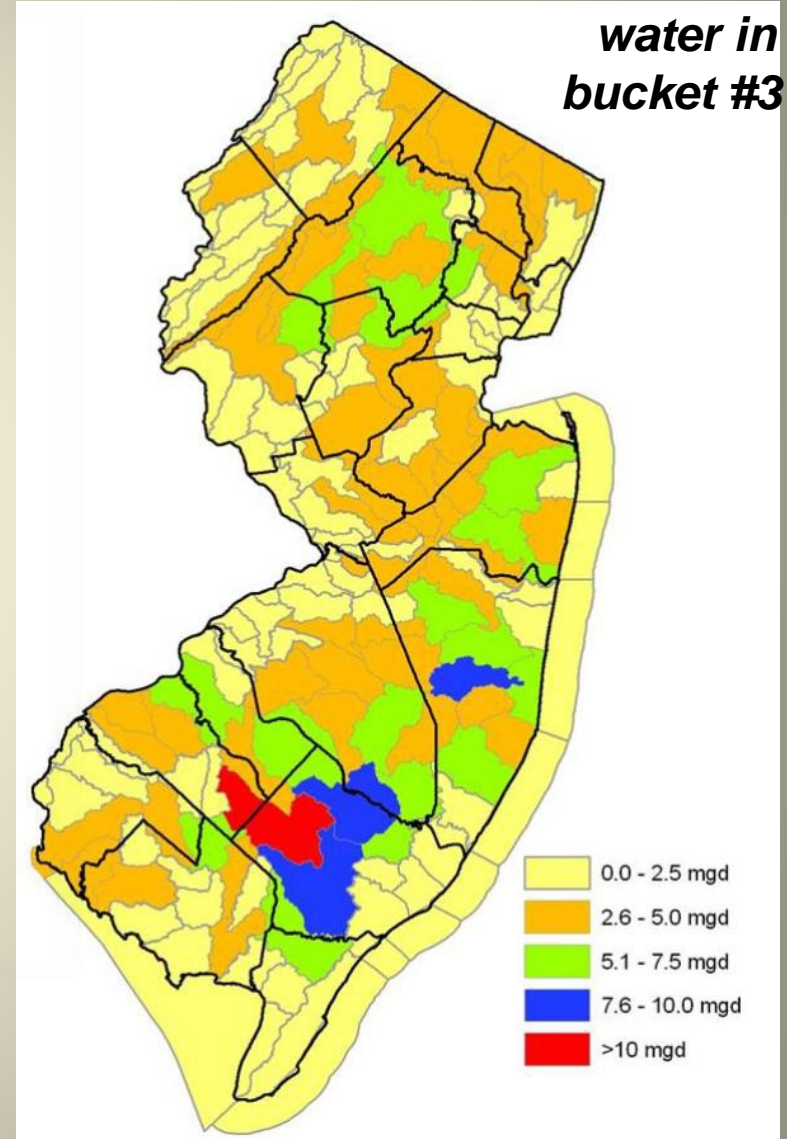 water in
bucket #3
0.0 - 2.5 mgd
2.6 - 5.0 mgd
5.1 - 7.5 mgd
7.6 - 10.0 mgd
>10 mgd